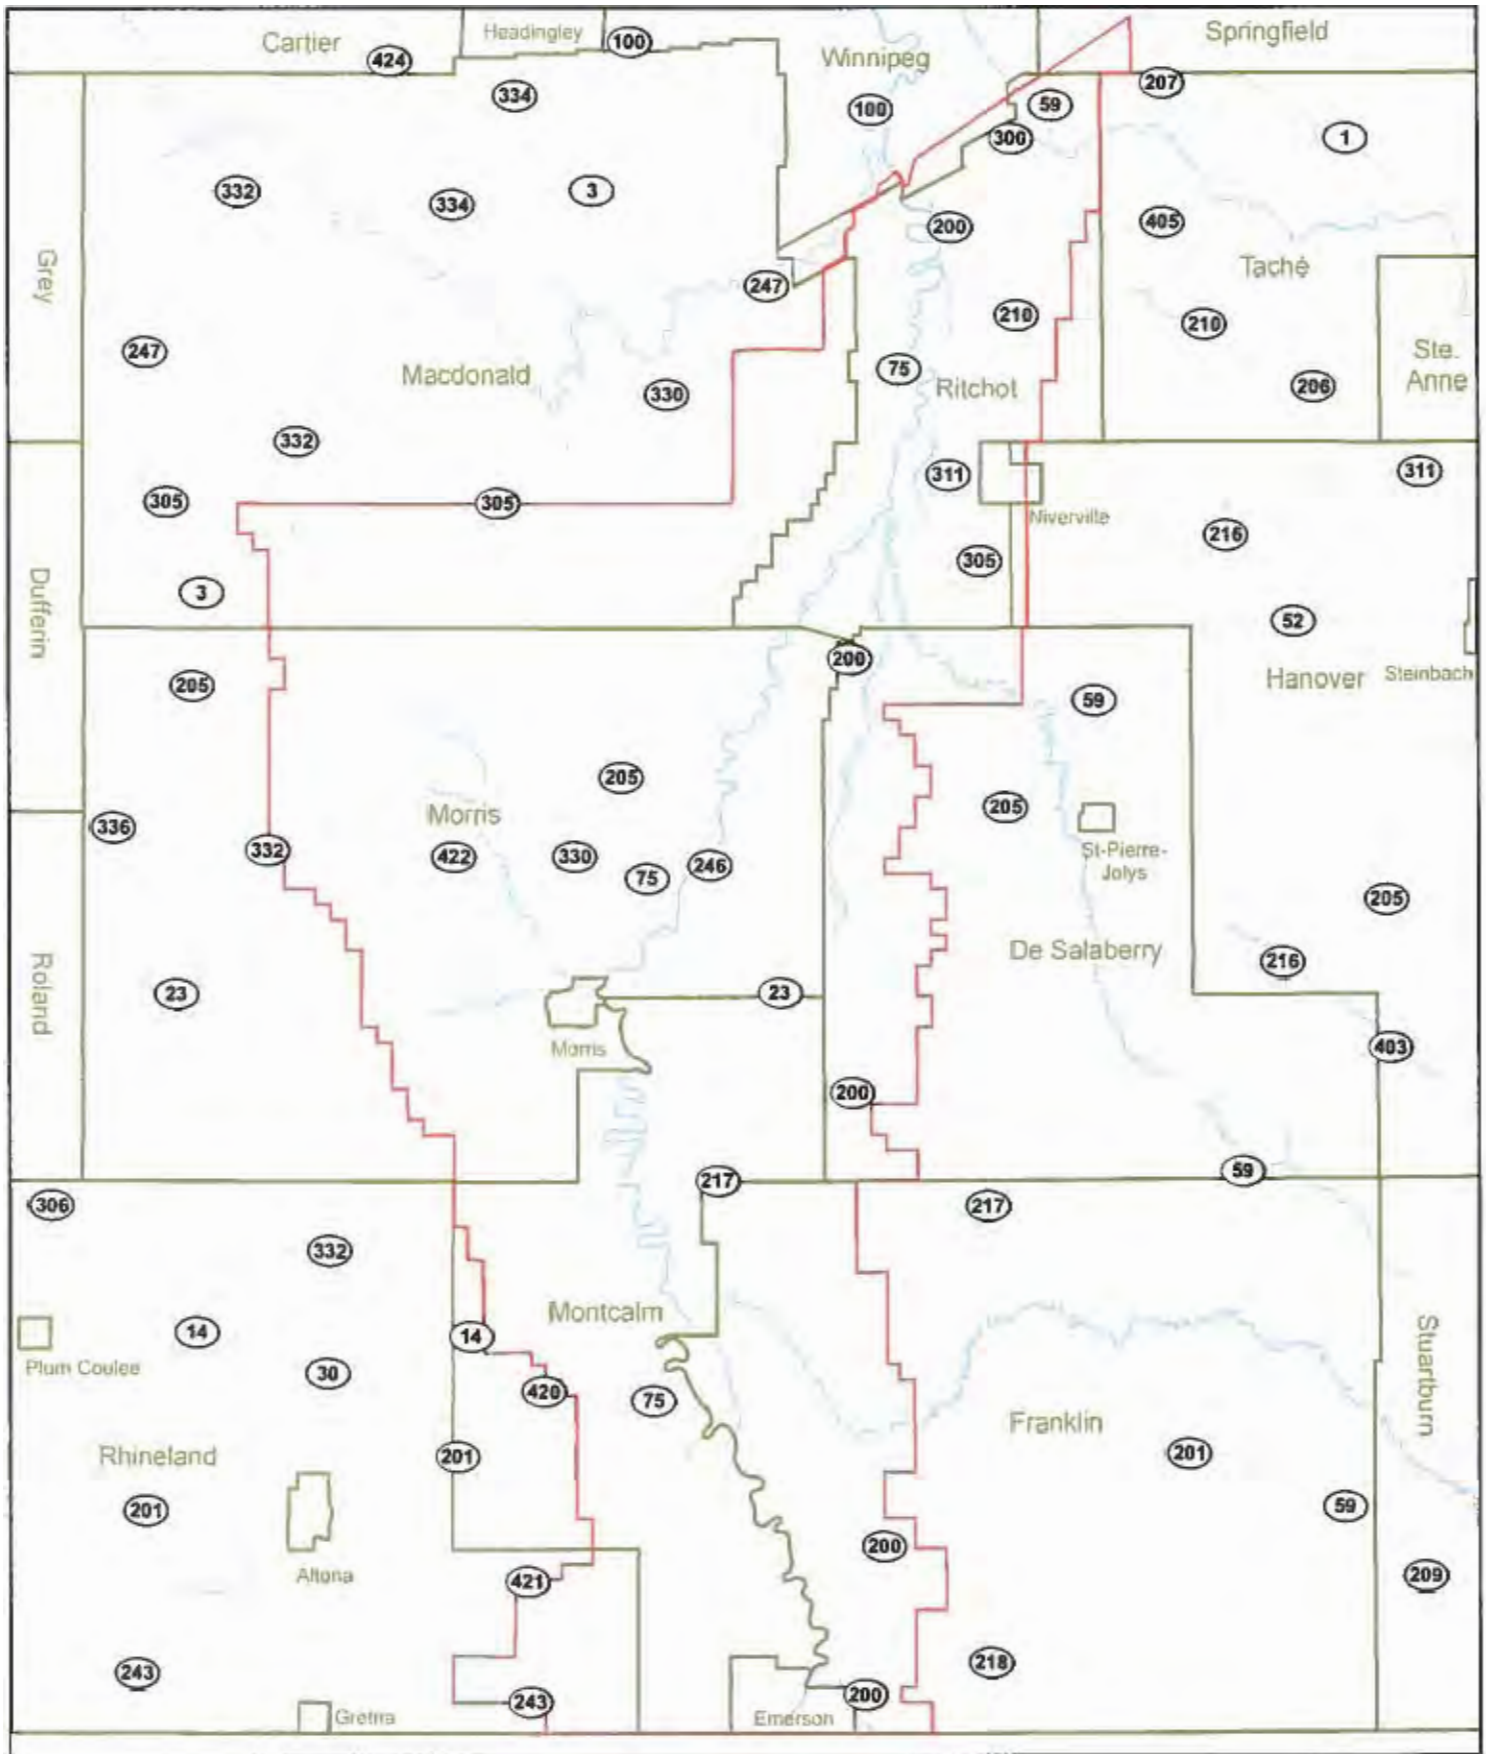 Cartier
Headingley
100
424
Winnipeg
Springfield
334
100
59
207
300
1
332
334
3
200
405
Grey
Taché
247
210
210
247
Macdonald
75
Ritchot
Ste.
Anne
330
206
332
311
311
305
305
Niverville
216
305
3
Dufferin
52
200
205
Hanover
Steinbach
59
205
205
Morris
336
332
422
330
75
246
St-Pierre-
Jolys
205
De Salaberry
216
Roland
23
23
Morris
403
200
59
217
306
217
332
Montcalm
14
14
Plum Coulee
30
420
75
Stuartburn
Franklin
Rhineland
201
201
201
59
200
Altona
421
209
243
218
200
243
Gretna
Emerson